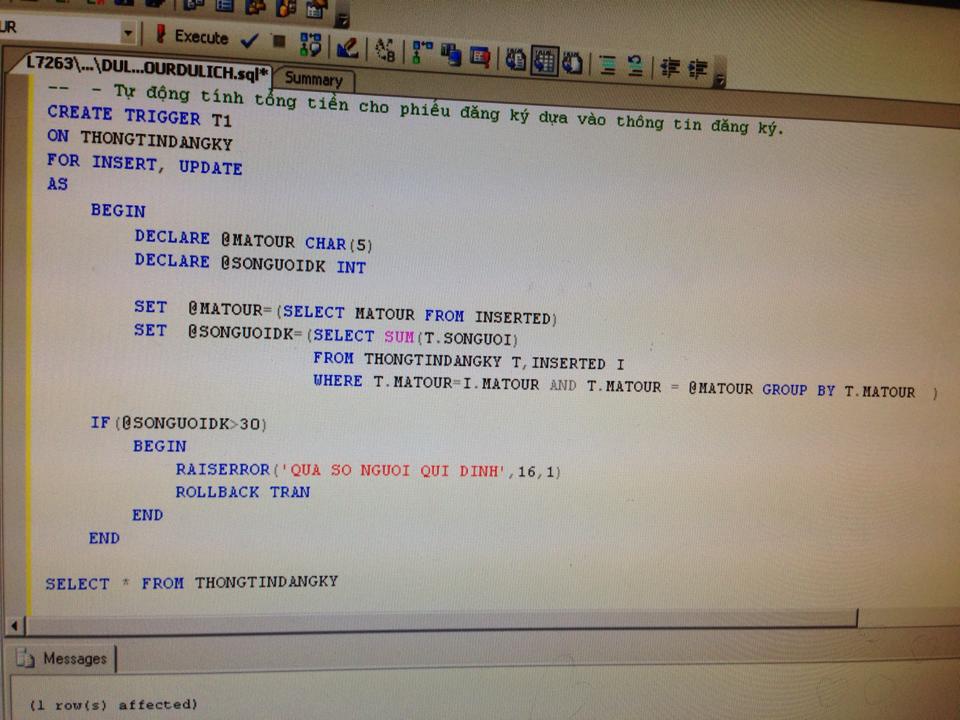 UR
Execute
L7263\...\DUL...OURDULICH.sql*
Summary
-- - Tự động tính tổng tiền cho phiếu đăng ký dựa vào thông tin đăng ký.
CREATE TRIGGER T1
ON THONGTINDANGKY
FOR INSERT, UPDATE
AS
BEGIN
DECLARE @MATOUR CHAR(5)
DECLARE @SONGUOIDK INT
SET @MATOUR=(SELECT MATOUR FROM INSERTED)
SET @SONGUOIDK=(SELECT SUM(T.SONGUOI)
FROM THONGTINDANGKY T,INSERTED I
WHERE T.MATOUR=I.MATOUR AND T.MATOUR = @MATOUR GROUP BY T.MATOUR )
IF(@SONGUOIDK>30)
BEGIN
RAISERROR('QUA SO NGUOI QUI DINH',16,1)
ROLLBACK TRAN
END
END
SELECT * FROM THONGTINDANGKY
Messages
(1 row(s) affected)